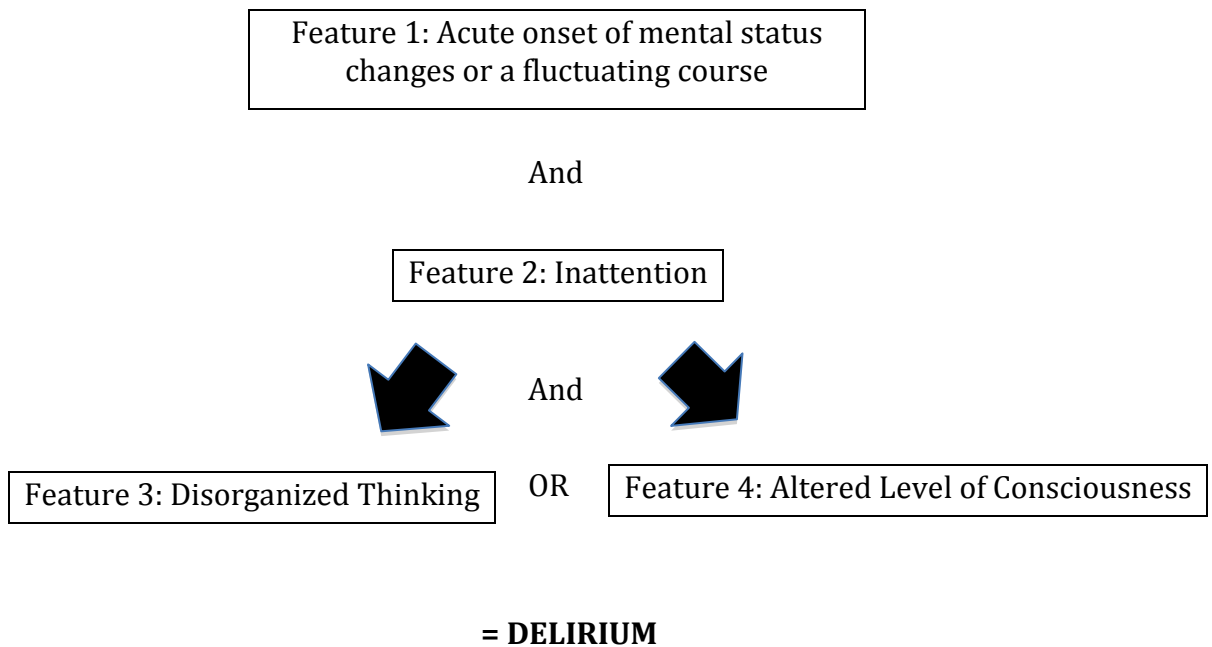 Feature 1: Acute onset of mental status
changes or a fluctuating course
And
Feature 2: Inattention
And
Feature 3: Disorganized Thinking
OR
Feature 4: Altered Level of Consciousness
= DELIRIUM